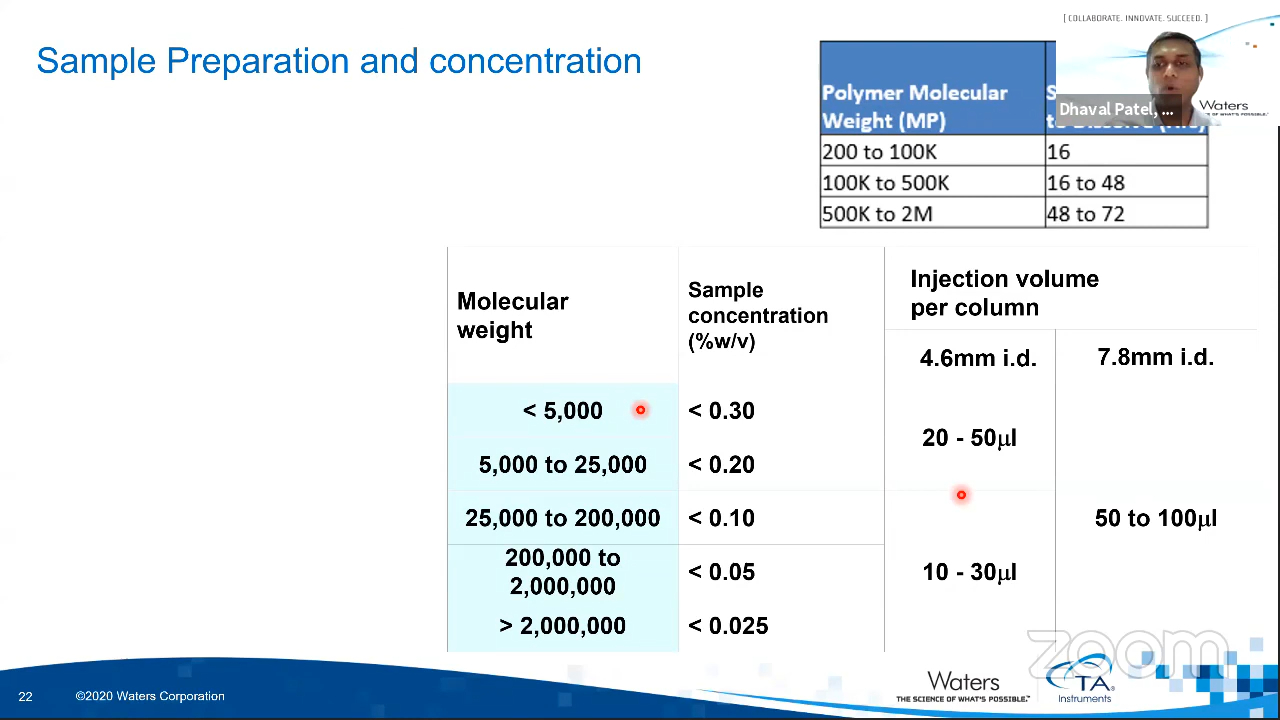 [ COLLABORATE. INNOVATE. SUCCEED. ]
Sample Preparation and concentration
Polymer Molecular
Weight (MP)
200 to 100K
16
100K to 500K
16 to 48
500K to 2M
48 to 72
Dhaval Patel, ...
Waters
Molecular
weight
Sample
concentration
(%w/v)
Injection volume
per column
4.6mm i.d.
7.8mm i.d.
< 5,000
< 0.30
20 - 50µl
5,000 to 25,000
< 0.20
25,000 to 200,000
< 0.10
50 to 100µl
200,000 to
2,000,000
< 0.05
10 - 30µl
> 2,000,000
< 0.025
zoom
22
©2020 Waters Corporation
Waters
THE SCIENCE OF WHAT'S POSSIBLE.™
TA
Instruments